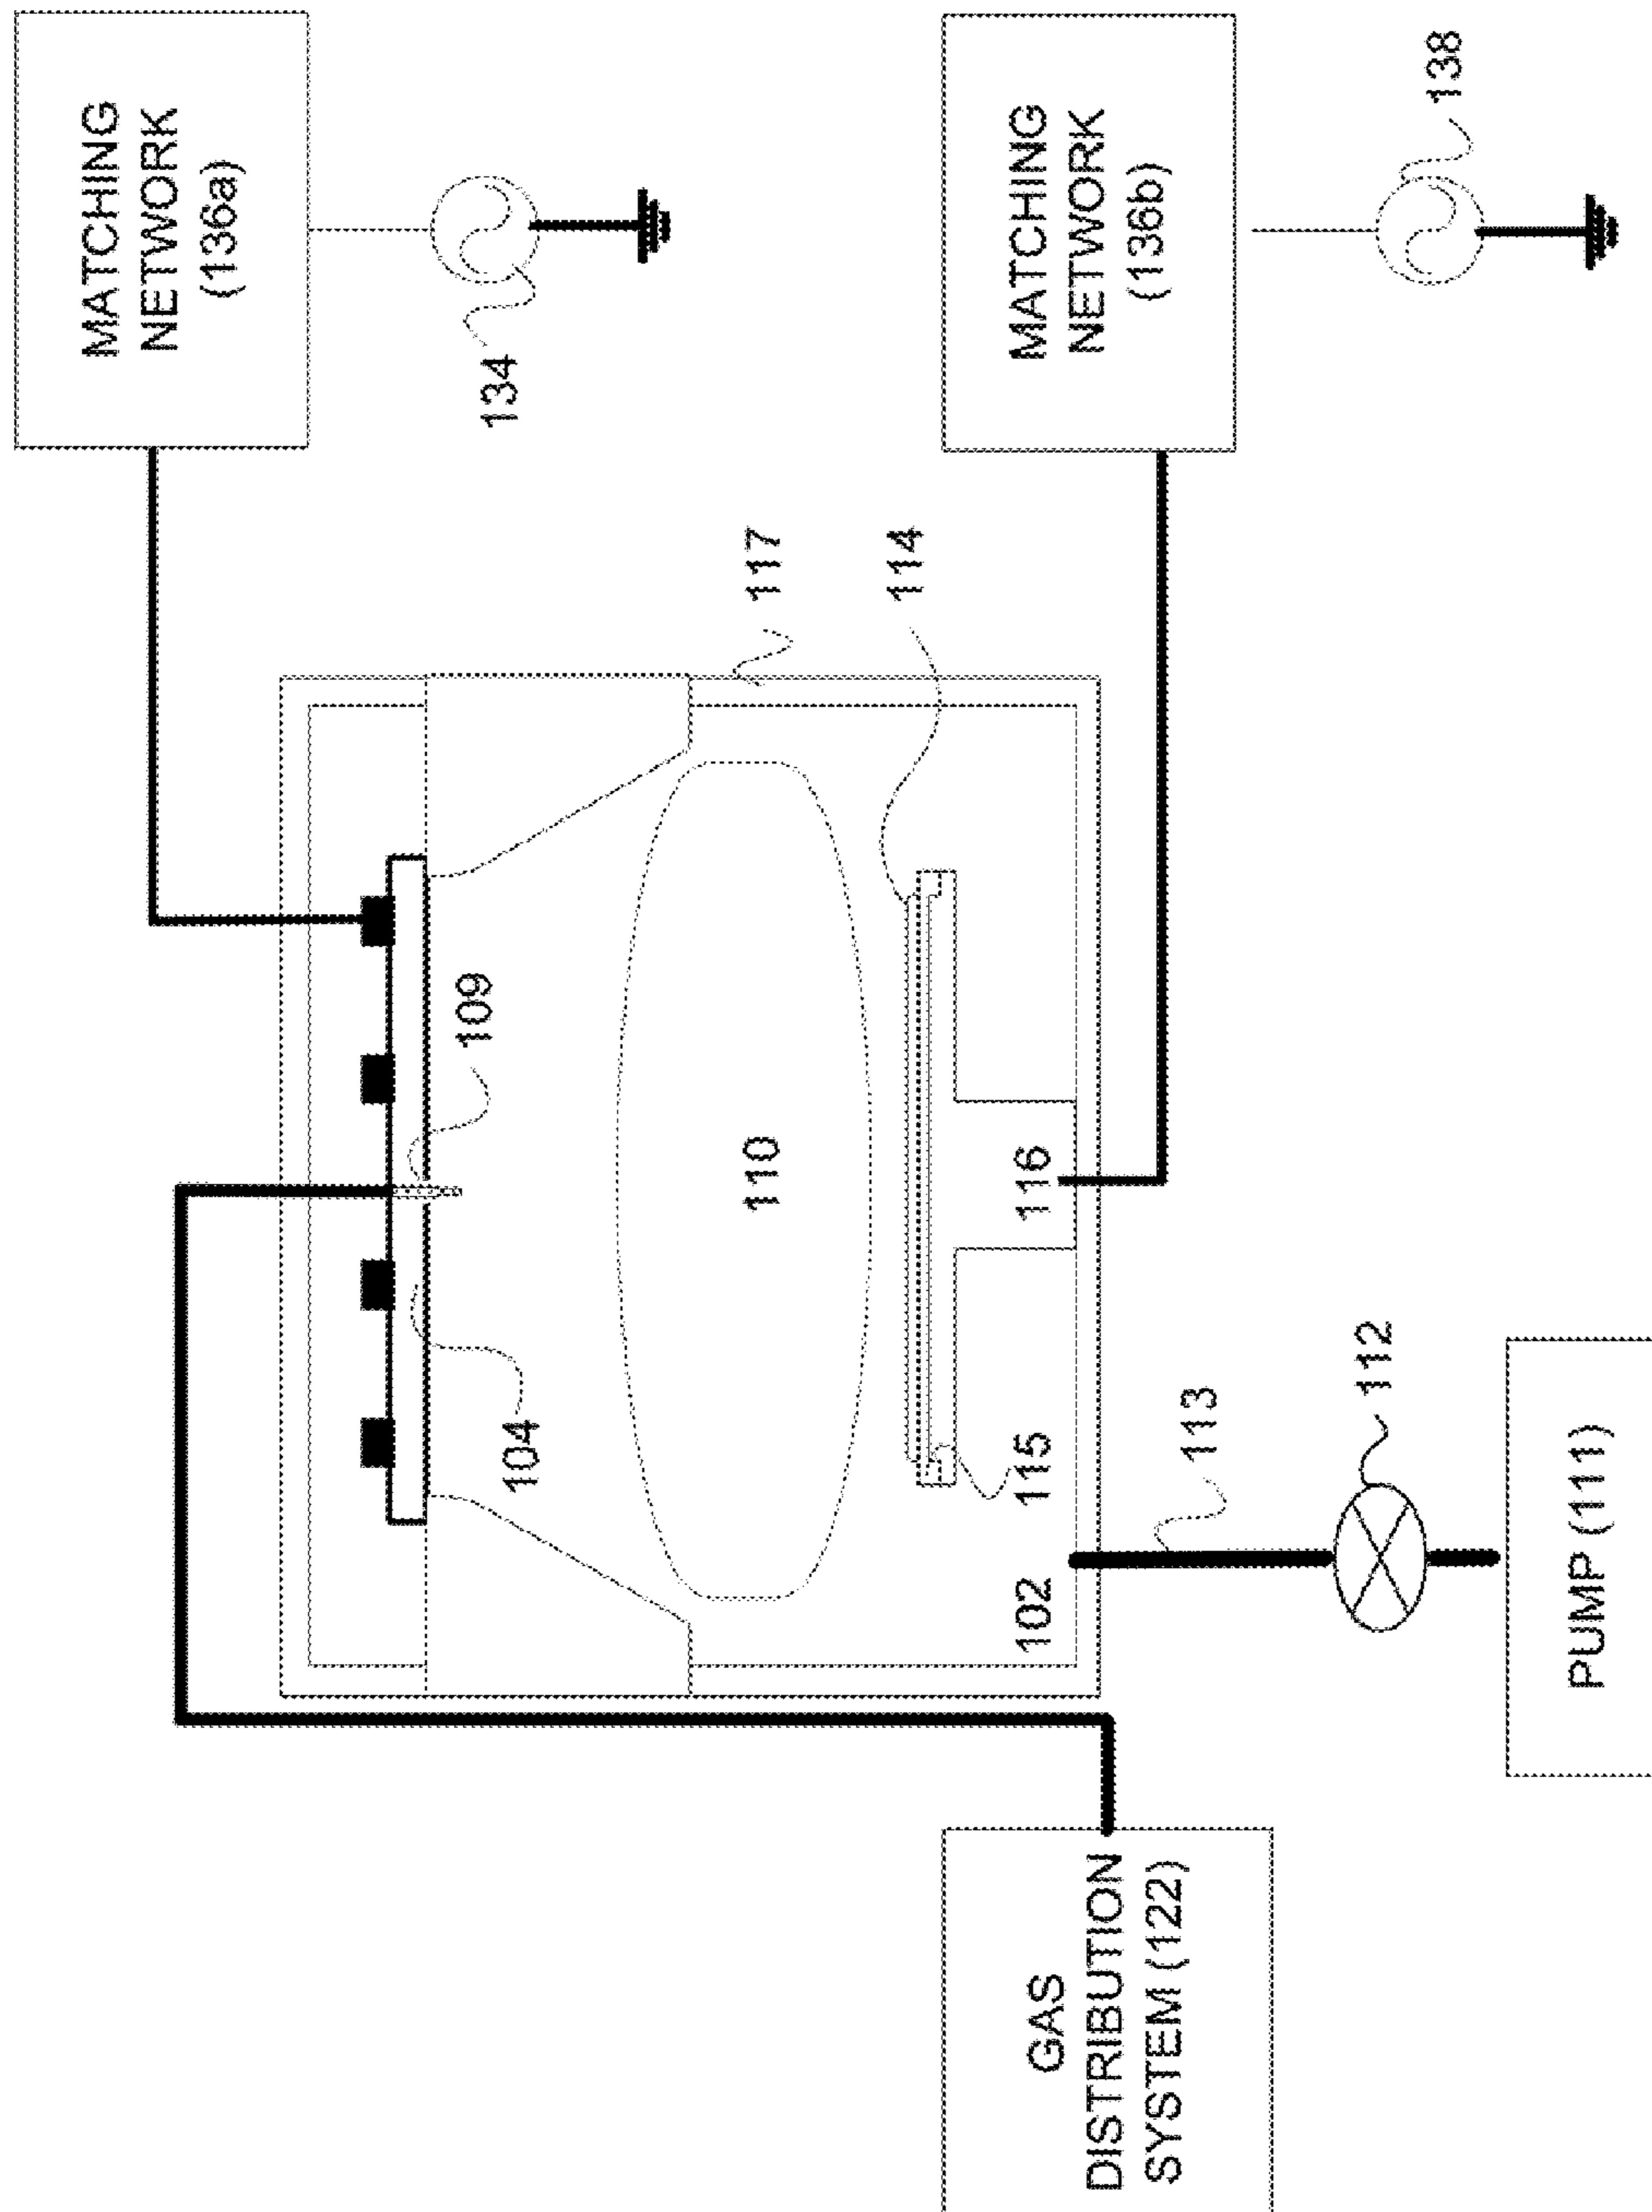 MATCHING
NETWORK
(136a)
134
117
109
104
110
114
MATCHING
NETWORK
(136b)
138
116
115
102
113
112
PUMP (111)
GAS
DISTRIBUTION
SYSTEM (122)